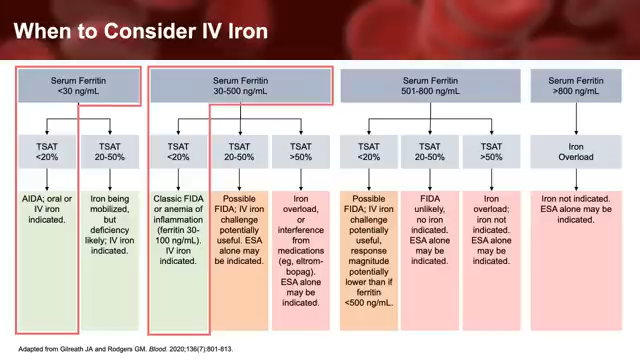 When to Consider IV Iron
Serum Ferritin
<30 ng/mL
Serum Ferritin
30-500 ng/mL
Serum Ferritin
501-800 ng/mL
Serum Ferritin
>800 ng/mL
TSAT
<20%
TSAT
20-50%
TSAT
<20%
TSAT
20-50%
TSAT
>50%
TSAT
<20%
TSAT
20-50%
TSAT
>50%
Iron
Overload
AIDA; oral or
IV iron
indicated.
Iron being
mobilized,
but
deficiency
likely; IV iron
indicated.
Classic FIDA
or anemia of
inflammation
(ferritin 30-
100 ng/mL).
IV iron
indicated.
Possible
FIDA; IV iron
challenge
potentially
useful. ESA
alone may
be indicated.
Iron
overload, or
interference
from
medications
(eg, eltrom-
bopag).
ESA alone
may be
indicated.
Possible
FIDA; IV iron
challenge
potentially
useful,
response
magnitude
potentially
lower than if
ferritin
<500 ng/mL.
FIDA
unlikely,
no iron
indicated.
ESA alone
may be
indicated.
Iron
overload;
iron not
indicated.
ESA alone
may be
indicated.
Iron not indicated.
ESA alone may be
indicated.
Adapted from Gilreath JA and Rodgers GM. Blood. 2020;136(7):801-813.